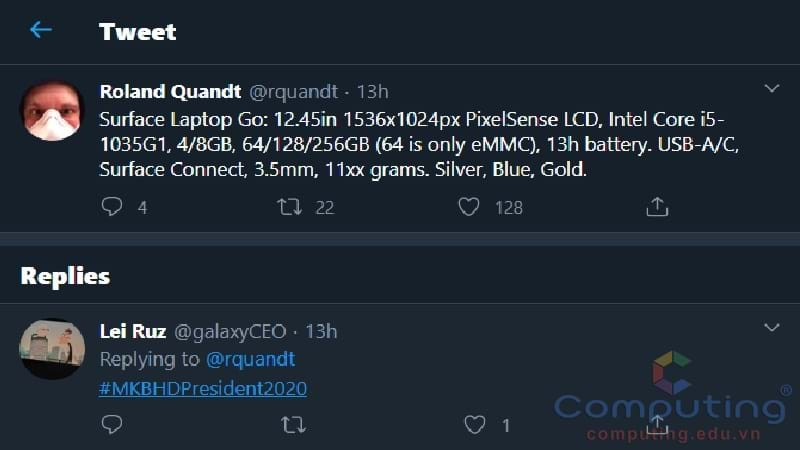 Tweet
Roland Quandt @rquandt · 13h
Surface Laptop Go: 12.45in 1536x1024px PixelSense LCD, Intel Core i5-
1035G1, 4/8GB, 64/128/256GB (64 is only eMMC), 13h battery. USB-A/C,
Surface Connect, 3.5mm, 11xx grams. Silver, Blue, Gold.
4 22 128
Replies
Lei Ruz @galaxyCEO · 13h
Replying to @rquandt
#MKBHDPresident2020
1
Computing®
computing.edu.vn